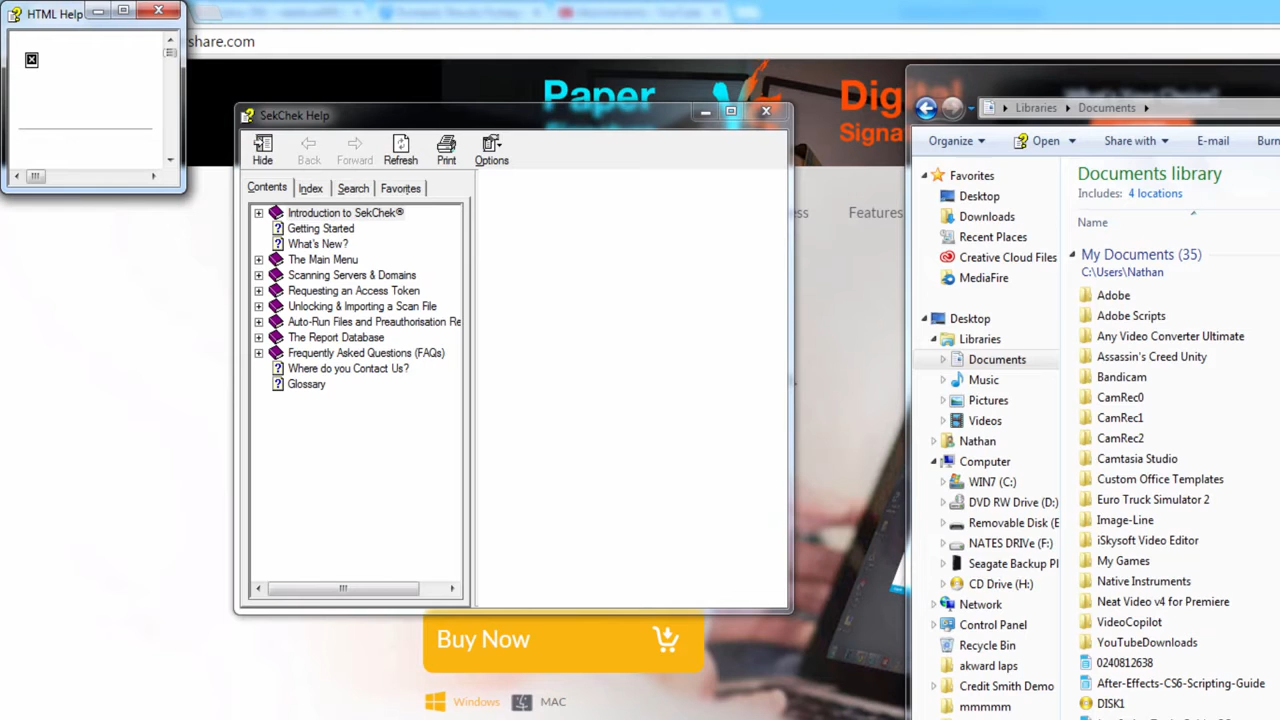 HTML Help
share.com
Paper
Digital
Signa
SekChek Help
Hide
Back
Forward
Refresh
Print
Options
Contents
Index
Search
Favorites
Introduction to SekChek®
Getting Started
What's New?
The Main Menu
Scanning Servers & Domains
Requesting an Access Token
Unlocking & Importing a Scan File
Auto-Run Files and Preauthorisation Re
The Report Database
Frequently Asked Questions (FAQs)
Where do you Contact Us?
Glossary
ess
Features
Buy Now
Windows
MAC
Libraries
Documents
Organize
Open
Share with
E-mail
Burn
Favorites
Desktop
Downloads
Recent Places
Creative Cloud Files
MediaFire
Desktop
Libraries
Documents
Music
Pictures
Videos
Nathan
Computer
WIN7 (C:)
DVD RW Drive (D:)
Removable Disk (E
NATES DRIVe (F:)
Seagate Backup Pl
CD Drive (H:)
Network
Control Panel
Recycle Bin
akward laps
Credit Smith Demo
mmmmm
Documents library
Includes: 4 locations
Name
My Documents (35)
C:\Users\Nathan
Adobe
Adobe Scripts
Any Video Converter Ultimate
Assassin's Creed Unity
Bandicam
CamRec0
CamRec1
CamRec2
Camtasia Studio
Custom Office Templates
Euro Truck Simulator 2
Image-Line
iSkysoft Video Editor
My Games
Native Instruments
Neat Video v4 for Premiere
VideoCopilot
YouTubeDownloads
0240812638
After-Effects-CS6-Scripting-Guide
DISK1